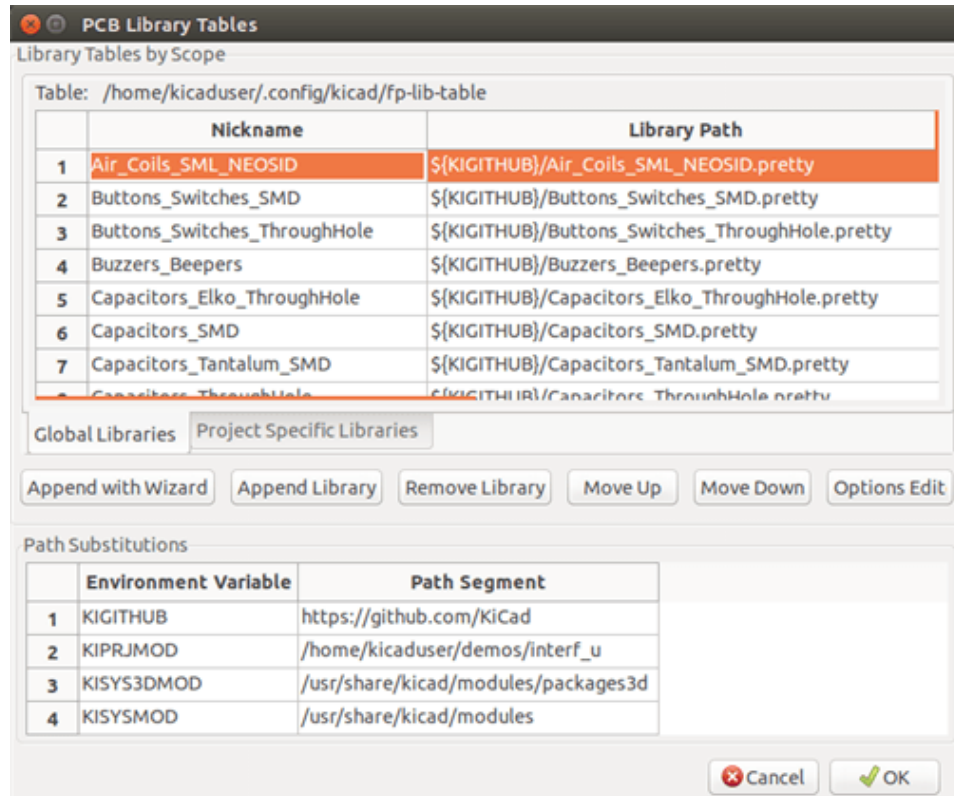 PCB Library Tables
Library Tables by Scope
Table: /home/kicaduser/.config/kicad/fp-lib-table
Nickname Library Path
1 Air_Coils_SML_NEOSID ${KIGITHUB}/Air_Coils_SML_NEOSID.pretty
2 Buttons_Switches_SMD ${KIGITHUB}/Buttons_Switches_SMD.pretty
3 Buttons_Switches_ThroughHole ${KIGITHUB}/Buttons_Switches_ThroughHole.pretty
4 Buzzers_Beepers ${KIGITHUB}/Buzzers_Beepers.pretty
5 Capacitors_Elko_ThroughHole ${KIGITHUB}/Capacitors_Elko_ThroughHole.pretty
6 Capacitors_SMD ${KIGITHUB}/Capacitors_SMD.pretty
7 Capacitors_Tantalum_SMD ${KIGITHUB}/Capacitors_Tantalum_SMD.pretty
Capacitors_ThroughHole ${KIGITHUB}/Capacitors_ThroughHole.pretty
Global Libraries Project Specific Libraries
Append with Wizard Append Library Remove Library Move Up Move Down Options Edit
Path Substitutions
Environment Variable Path Segment
1 KIGITHUB https://github.com/KiCad
2 KIPRJMOD /home/kicaduser/demos/interf_u
3 KISYS3DMOD /usr/share/kicad/modules/packages3d
4 KISYSMOD /usr/share/kicad/modules
Cancel OK